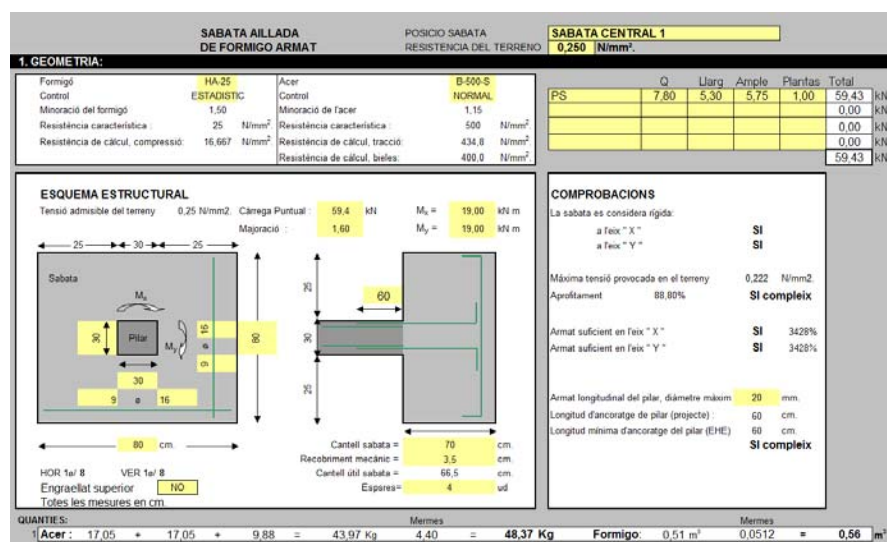 SABATA AILLADA POSICIO SABATA SABATA CENTRAL 1
DE FORMIGO ARMAT RESISTENCIA DEL TERRENO 0,250 N/mm².
1. GEOMETRIA:
Formigó HA-25 Acer B-500-S
Control ESTADISTIC Control NORMAL
Minoració del formigó 1,50 Minoració de l'acer 1,15
Resistència característica : 25 N/mm². Resistència característica : 500 N/mm².
Resistència de càlcul, compressió: 16,667 N/mm². Resistència de càlcul, tracció: 434,8 N/mm².
Resistència de càlcul, bieles: 400,0 N/mm².
Q Llarg Ample Plantas Total
PS 7,80 5,30 5,75 1,00 59,43 kN
0,00 kN
0,00 kN
0,00 kN
59,43 kN
ESQUEMA ESTRUCTURAL
Tensió admisible del terreny 0,25 N/mm2. Càrrega Puntual : 59,4 kN Mx = 19,00 kN m
Majoració : 1,60 My = 19,00 kN m
25 30 25
Sabata
Mx
30
Pilar
My
16
ø
9
80
30
9 ø 16
80 cm.
25
60
30
25
Cantell sabata = 70 cm.
Recobriment mecànic = 3,5 cm.
HOR 1ø/ 8 VER 1ø/ 8 Cantell útil sabata = 66,5 cm.
Engraellat superior NO Esperes= 4 ud
Totes les mesures en cm.
COMPROBACIONS
La sabata es considera rígida:
a l'eix " X " SI
a l'eix " Y " SI
Màxima tensió provocada en el terreny 0,222 N/mm2.
Aprofitament 88,80% SI compleix
Armat suficient en l'eix " X " SI 3428%
Armat suficient en l'eix " Y " SI 3428%
Armat longitudinal del pilar, diàmetre màxim 20 mm.
Longitud d'ancoratge de pilar (projecte) : 60 cm.
Longitud mínima d'ancoratge del pilar (EHE) 60 cm.
SI compleix
QUANTIES: Mermes Mermes
1 Acer : 17,05 + 17,05 + 9,88 = 43,97 Kg 4,40 = 48,37 Kg Formigo: 0,51 m³ 0,0512 = 0,56 m³